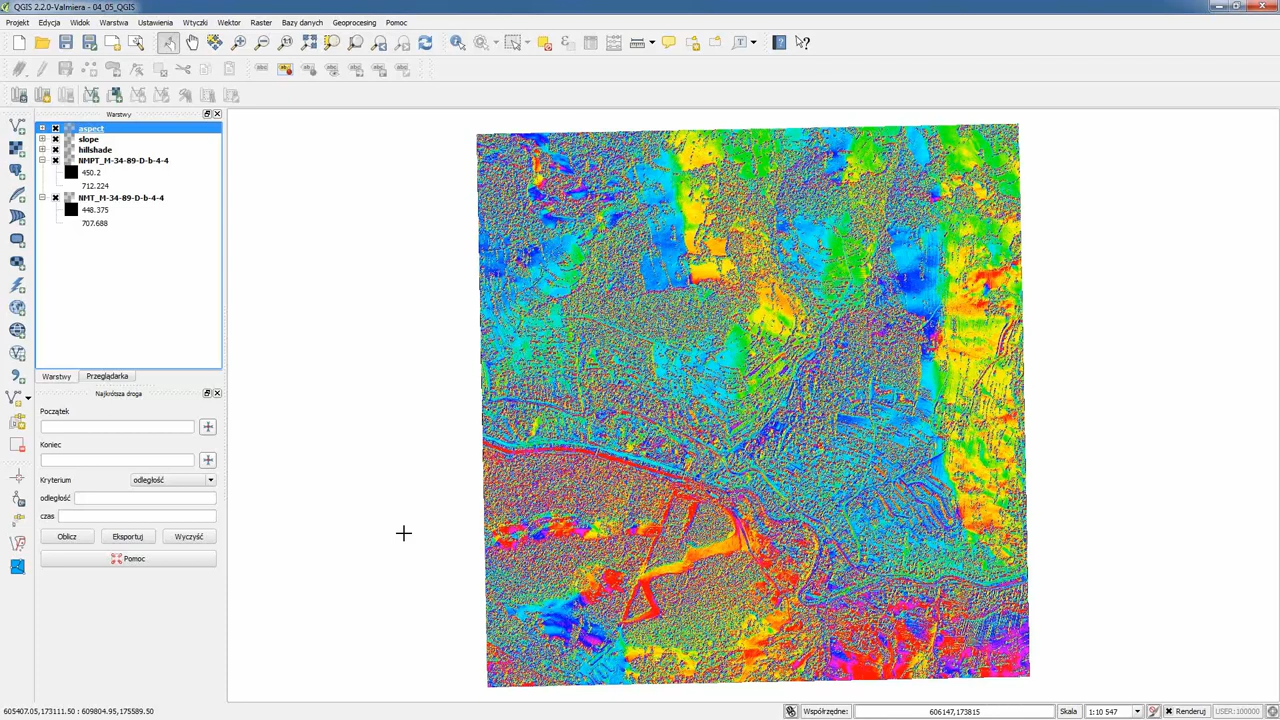 QGIS 2.2.0-Valmiera - 04_05_QGIS
Projekt Edycja Widok Warstwa Ustawienia Wtyczki Wektor Raster Bazy danych Geoprocesing Pomoc
Warstwy
aspect
slope
hillshade
NMPT_M-34-89-D-b-4-4
450.2
712.224
NMT_M-34-89-D-b-4-4
448.375
707.688
Warstwy Przeglądarka
Najkrótsza droga
Początek
Koniec
Kryterium odległość
odległość
czas
Oblicz Eksportuj Wyczyść
Pomoc
605407.05,173111.50 : 609804.95,175589.50 Współrzędne: 606147,173815 Skala 1:10 547 Renderuj USER:100000